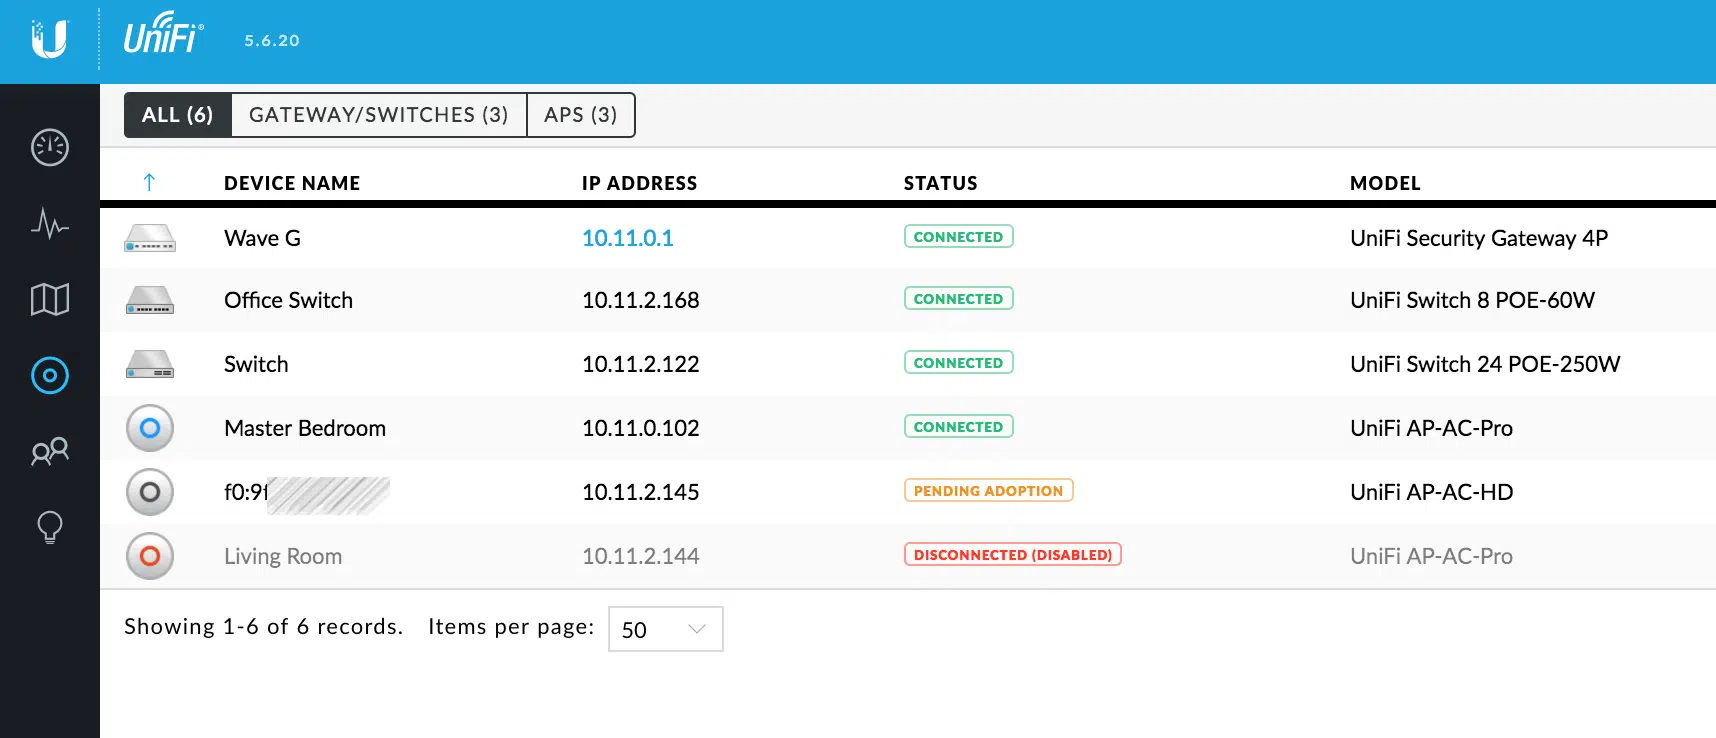 UniFi 5.6.20
ALL (6) GATEWAY/SWITCHES (3) APS (3)
↑ DEVICE NAME IP ADDRESS STATUS MODEL
Wave G 10.11.0.1 CONNECTED UniFi Security Gateway 4P
Office Switch 10.11.2.168 CONNECTED UniFi Switch 8 POE-60W
Switch 10.11.2.122 CONNECTED UniFi Switch 24 POE-250W
Master Bedroom 10.11.0.102 CONNECTED UniFi AP-AC-Pro
f0:9f 10.11.2.145 PENDING ADOPTION UniFi AP-AC-HD
Living Room 10.11.2.144 DISCONNECTED (DISABLED) UniFi AP-AC-Pro
Showing 1-6 of 6 records. Items per page: 50